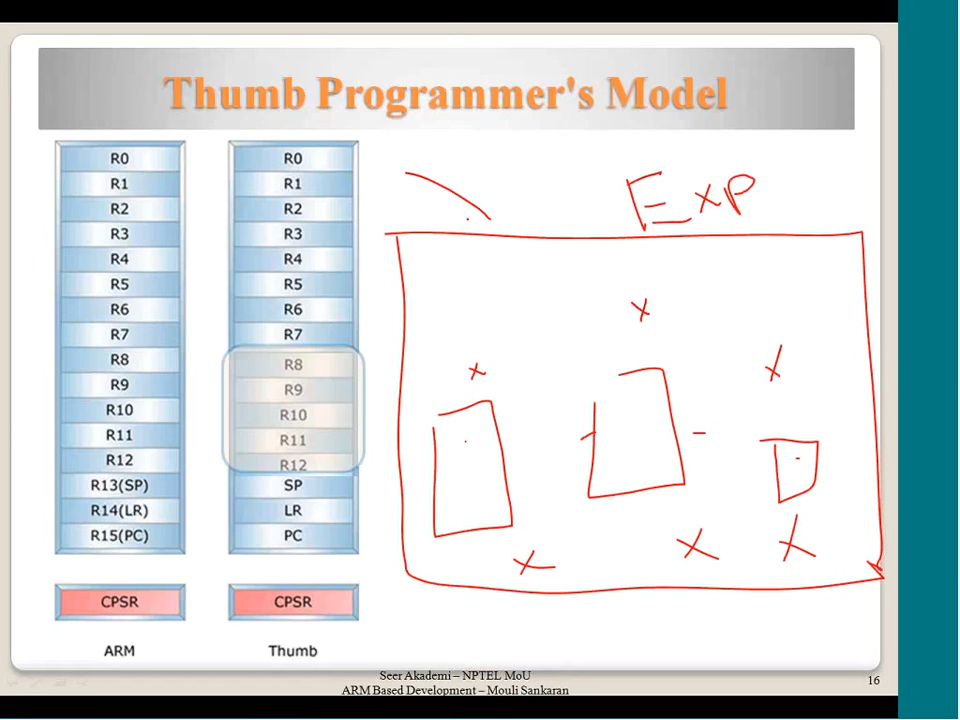 Thumb Programmer's Model
R0
R1
R2
R3
R4
R5
R6
R7
R8
R9
R10
R11
R12
R13(SP)
R14(LR)
R15(PC)
CPSR
ARM
R0
R1
R2
R3
R4
R5
R6
R7
R8
R9
R10
R11
R12
SP
LR
PC
CPSR
Thumb
Exp
x
x
x
x
x
x
Seer Akademi – NPTEL MoU
ARM Based Development – Mouli Sankaran
16